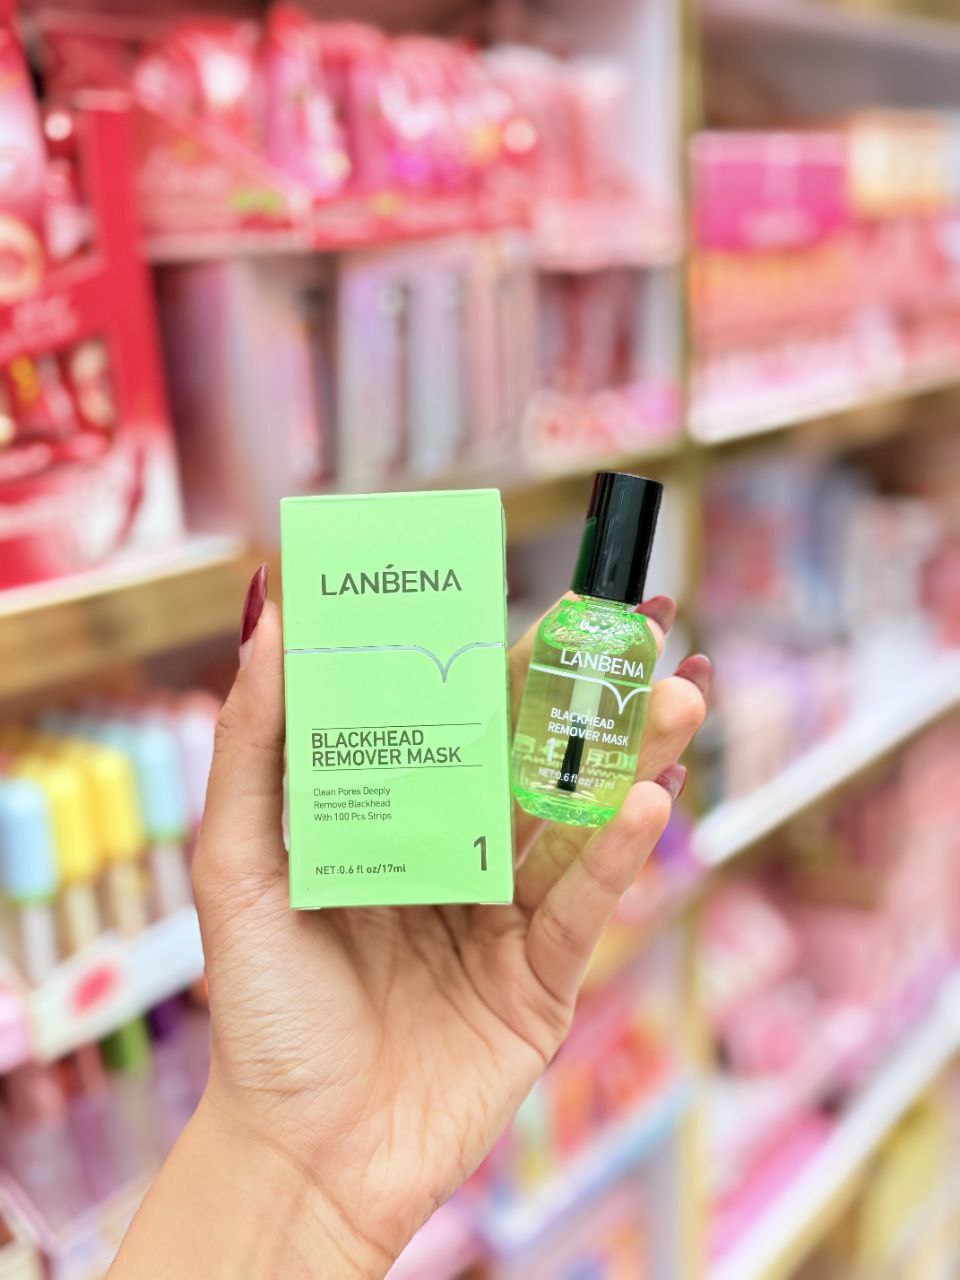 LANBENA
BLACKHEAD
REMOVER MASK
Clean Pores Deeply
Remove Blackhead
With 100 Pcs Strips
1
NET:0.6 fl oz/17ml
LANBENA
BLACKHEAD
REMOVER MASK
NET:0.6 fl oz/17 ml